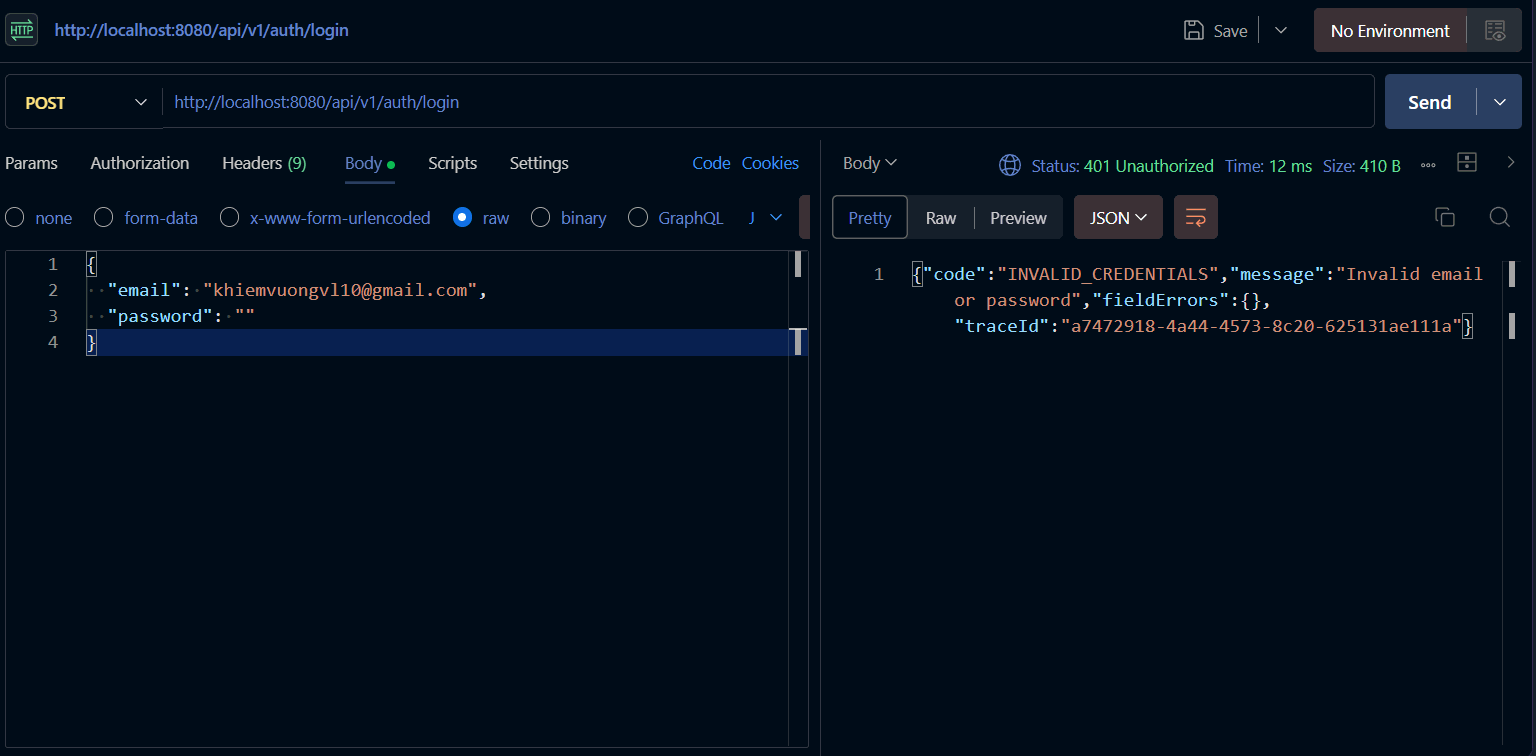 HTTP http://localhost:8080/api/v1/auth/login Save No Environment
POST http://localhost:8080/api/v1/auth/login Send
Params Authorization Headers (9) Body Scripts Settings Code Cookies
none form-data x-www-form-urlencoded raw binary GraphQL J
1 {
2 "email": "khiemvuongvl10@gmail.com",
3 "password": ""
4 }
Body Status: 401 Unauthorized Time: 12 ms Size: 410 B
Pretty Raw Preview JSON
1 {"code":"INVALID_CREDENTIALS","message":"Invalid email
or password","fieldErrors":{},
"traceId":"a7472918-4a44-4573-8c20-625131ae111a"}